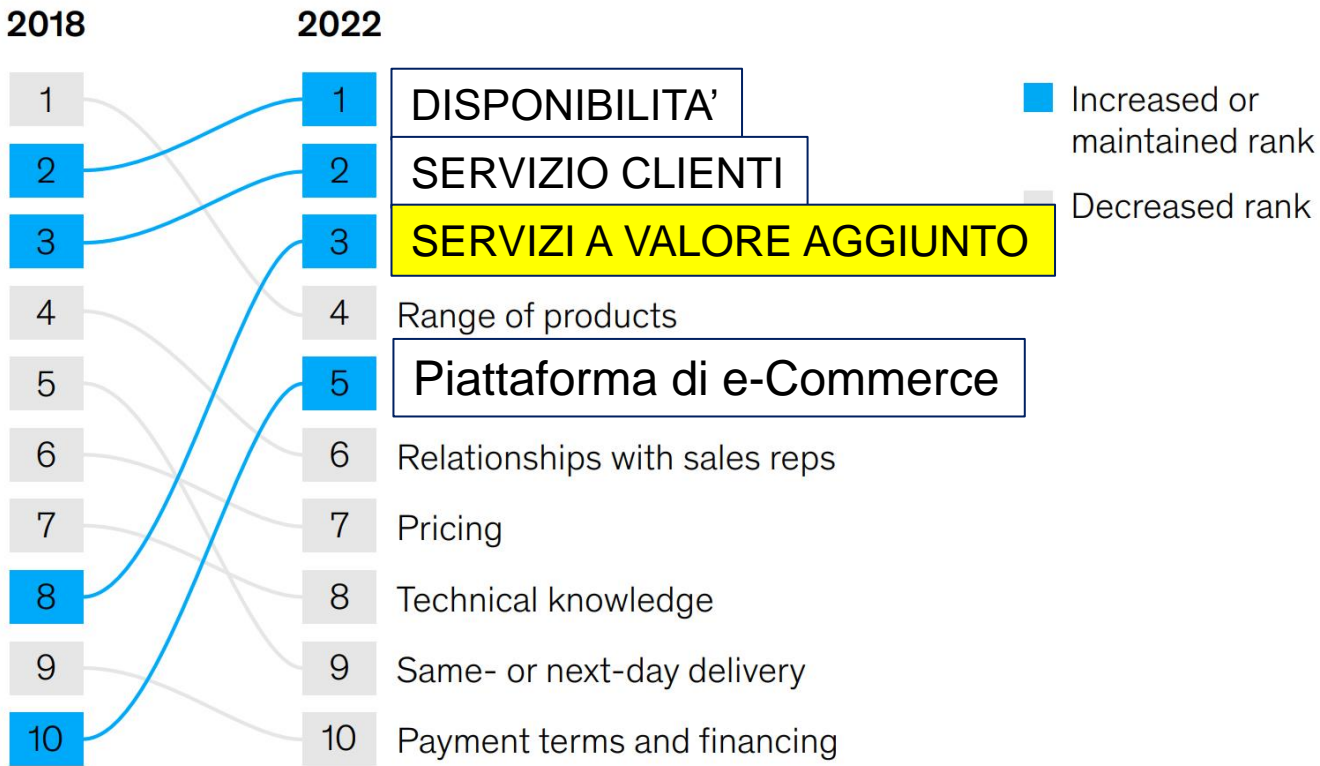 2018 2022
1 1 DISPONIBILITA’
2 2 SERVIZIO CLIENTI
3 3 SERVIZI A VALORE AGGIUNTO
4 4 Range of products
5 5 Piattaforma di e-Commerce
6 6 Relationships with sales reps
7 7 Pricing
8 8 Technical knowledge
9 9 Same- or next-day delivery
10 10 Payment terms and financing
Increased or
maintained rank
Decreased rank